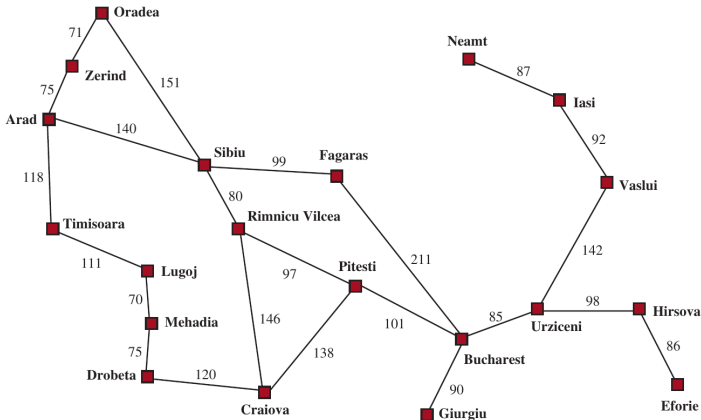 Oradea
71
Neamt
Zerind
87
151
75
Iasi
Arad
140
92
Sibiu
Fagaras
99
118
Vaslui
80
Timisoara
Rimnicu Vilcea
142
111
211
Lugoj
97
Pitesti
70
98
Hirsova
146
85
Mehadia
101
Urziceni
138
86
75
Bucharest
Drobeta
120
90
Craiova
Giurgiu
Eforie